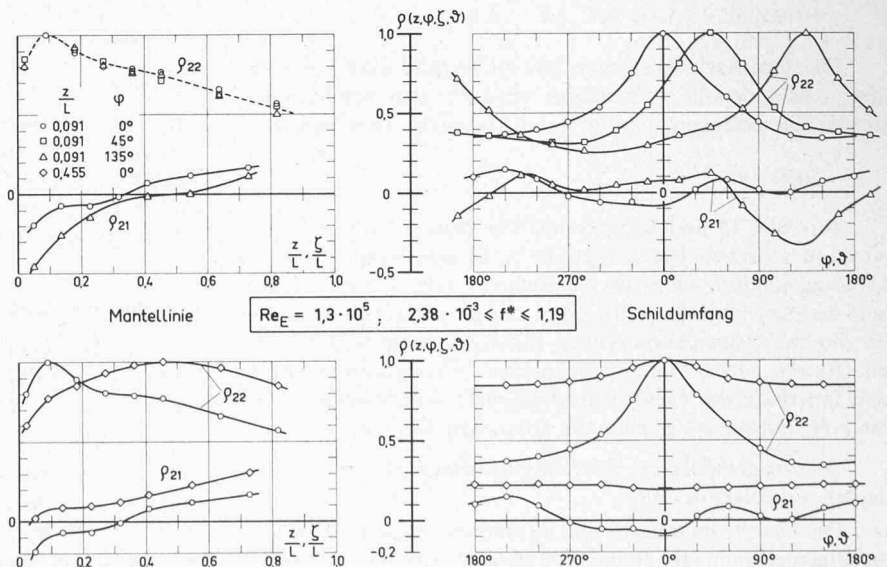 ρ(z,φ,ζ,ϑ)
1,0
ρ22
ρ22
z/L φ
○ 0,091 0°
□ 0,091 45°
△ 0,091 135°
◇ 0,455 0°
0,5
0
0
0
ρ21
ρ21
-0,5
0 0,2 0,4 0,6 0,8 1,0
z/L , ζ/L
180° 270° 0° 90° 180°
φ,ϑ
Mantellinie
Re_E = 1,3 · 10^5 ; 2,38 · 10^-3 ⩽ f* ⩽ 1,19
Schildumfang
ρ(z,φ,ζ,ϑ)
1,0
ρ22
ρ22
0,5
ρ21
ρ21
0
0
0
-0,2
0 0,2 0,4 0,6 0,8 1,0
z/L , ζ/L
180° 270° 0° 90° 180°
φ,ϑ